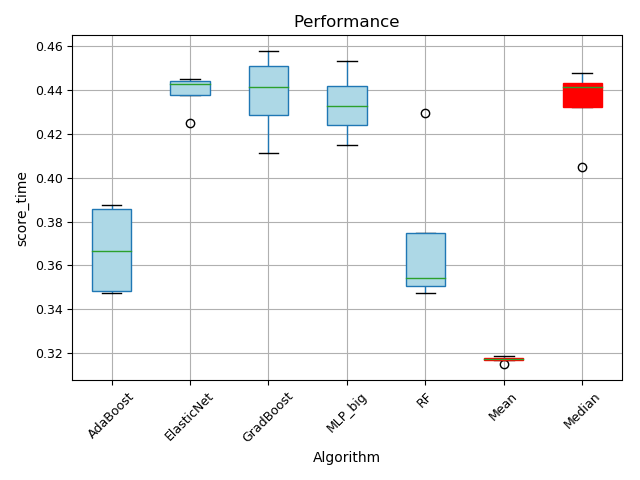 Performance
score_time
0.46
0.44
0.42
0.40
0.38
0.36
0.34
0.32
AdaBoost
ElasticNet
GradBoost
MLP_big
RF
Mean
Median
Algorithm